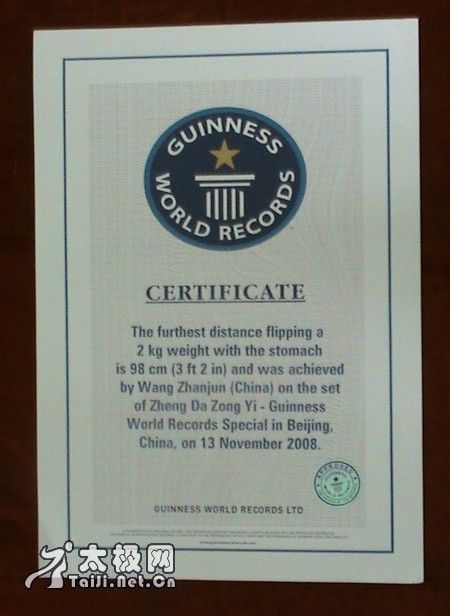 GUINNESS
WORLD RECORDS
CERTIFICATE
The furthest distance flipping a
2 kg weight with the stomach
is 98 cm (3 ft 2 in) and was achieved
by Wang Zhanjun (China) on the set
of Zheng Da Zong Yi - Guinness
World Records Special in Beijing,
China, on 13 November 2008.
APPROVED
GUINNESS WORLD RECORDS LTD
太极网
TaiJi.Net.Cn